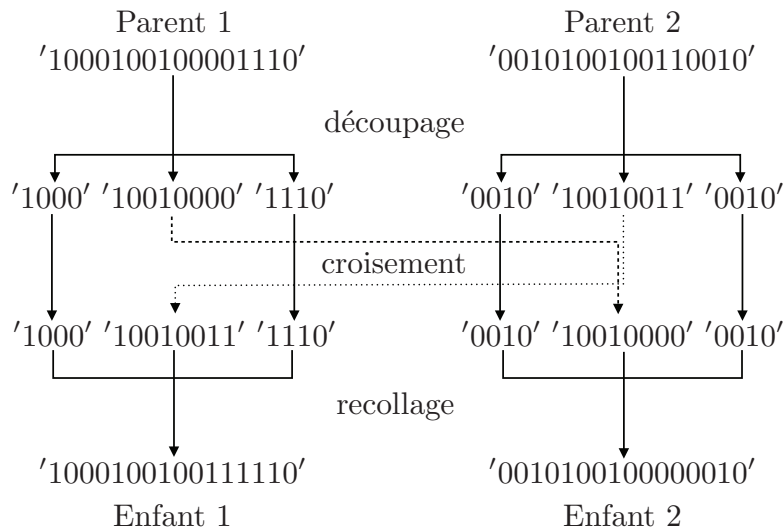 Parent 1 Parent 2
′1000100100001110′ ′0010100100110010′
découpage
′1000′ ′10010000′ ′1110′ ′0010′ ′10010011′ ′0010′
croisement
′1000′ ′10010011′ ′1110′ ′0010′ ′10010000′ ′0010′
recollage
′1000100100111110′ ′0010100100000010′
Enfant 1 Enfant 2